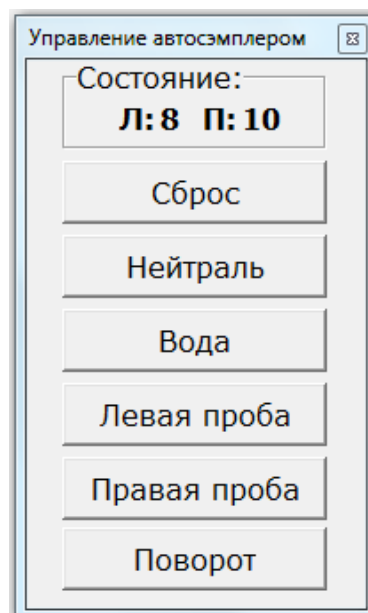 Управление автосэмплером
Состояние:
Л: 8 П: 10
Сброс
Нейтраль
Вода
Левая проба
Правая проба
Поворот